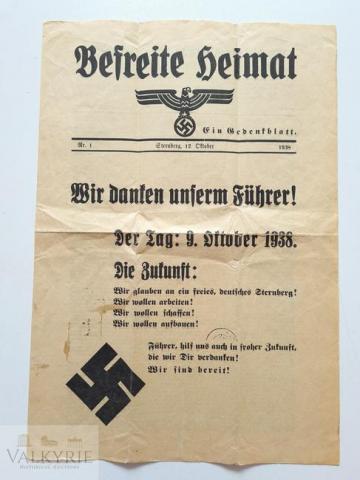 Befreite Heimat
Ein Gedenkblatt.
Nr. 1 Sternberg, 12 Oktober 1938
Wir danken unserm Führer!
Der Tag: 9. Oktober 1938.
Die Zukunft:
Wir glauben an ein freies, deutsches Sternberg!
Wir wollen arbeiten!
Wir wollen schaffen!
Wir wollen aufbauen!
Führer, hilf uns auch in froher Zukunft,
die wir Dir verdanken!
Wir sind bereit!
VALKYRIE
HISTORICAL AUCTIONS